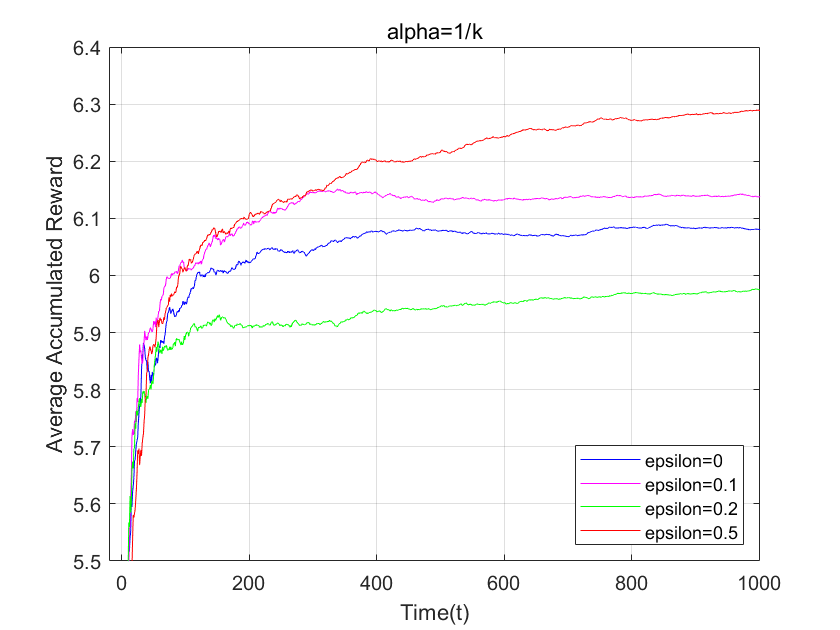 alpha=1/k
6.4
6.3
6.2
6.1
6
5.9
5.8
5.7
5.6
5.5
Average Accumulated Reward
epsilon=0
epsilon=0.1
epsilon=0.2
epsilon=0.5
0 200 400 600 800 1000
Time(t)